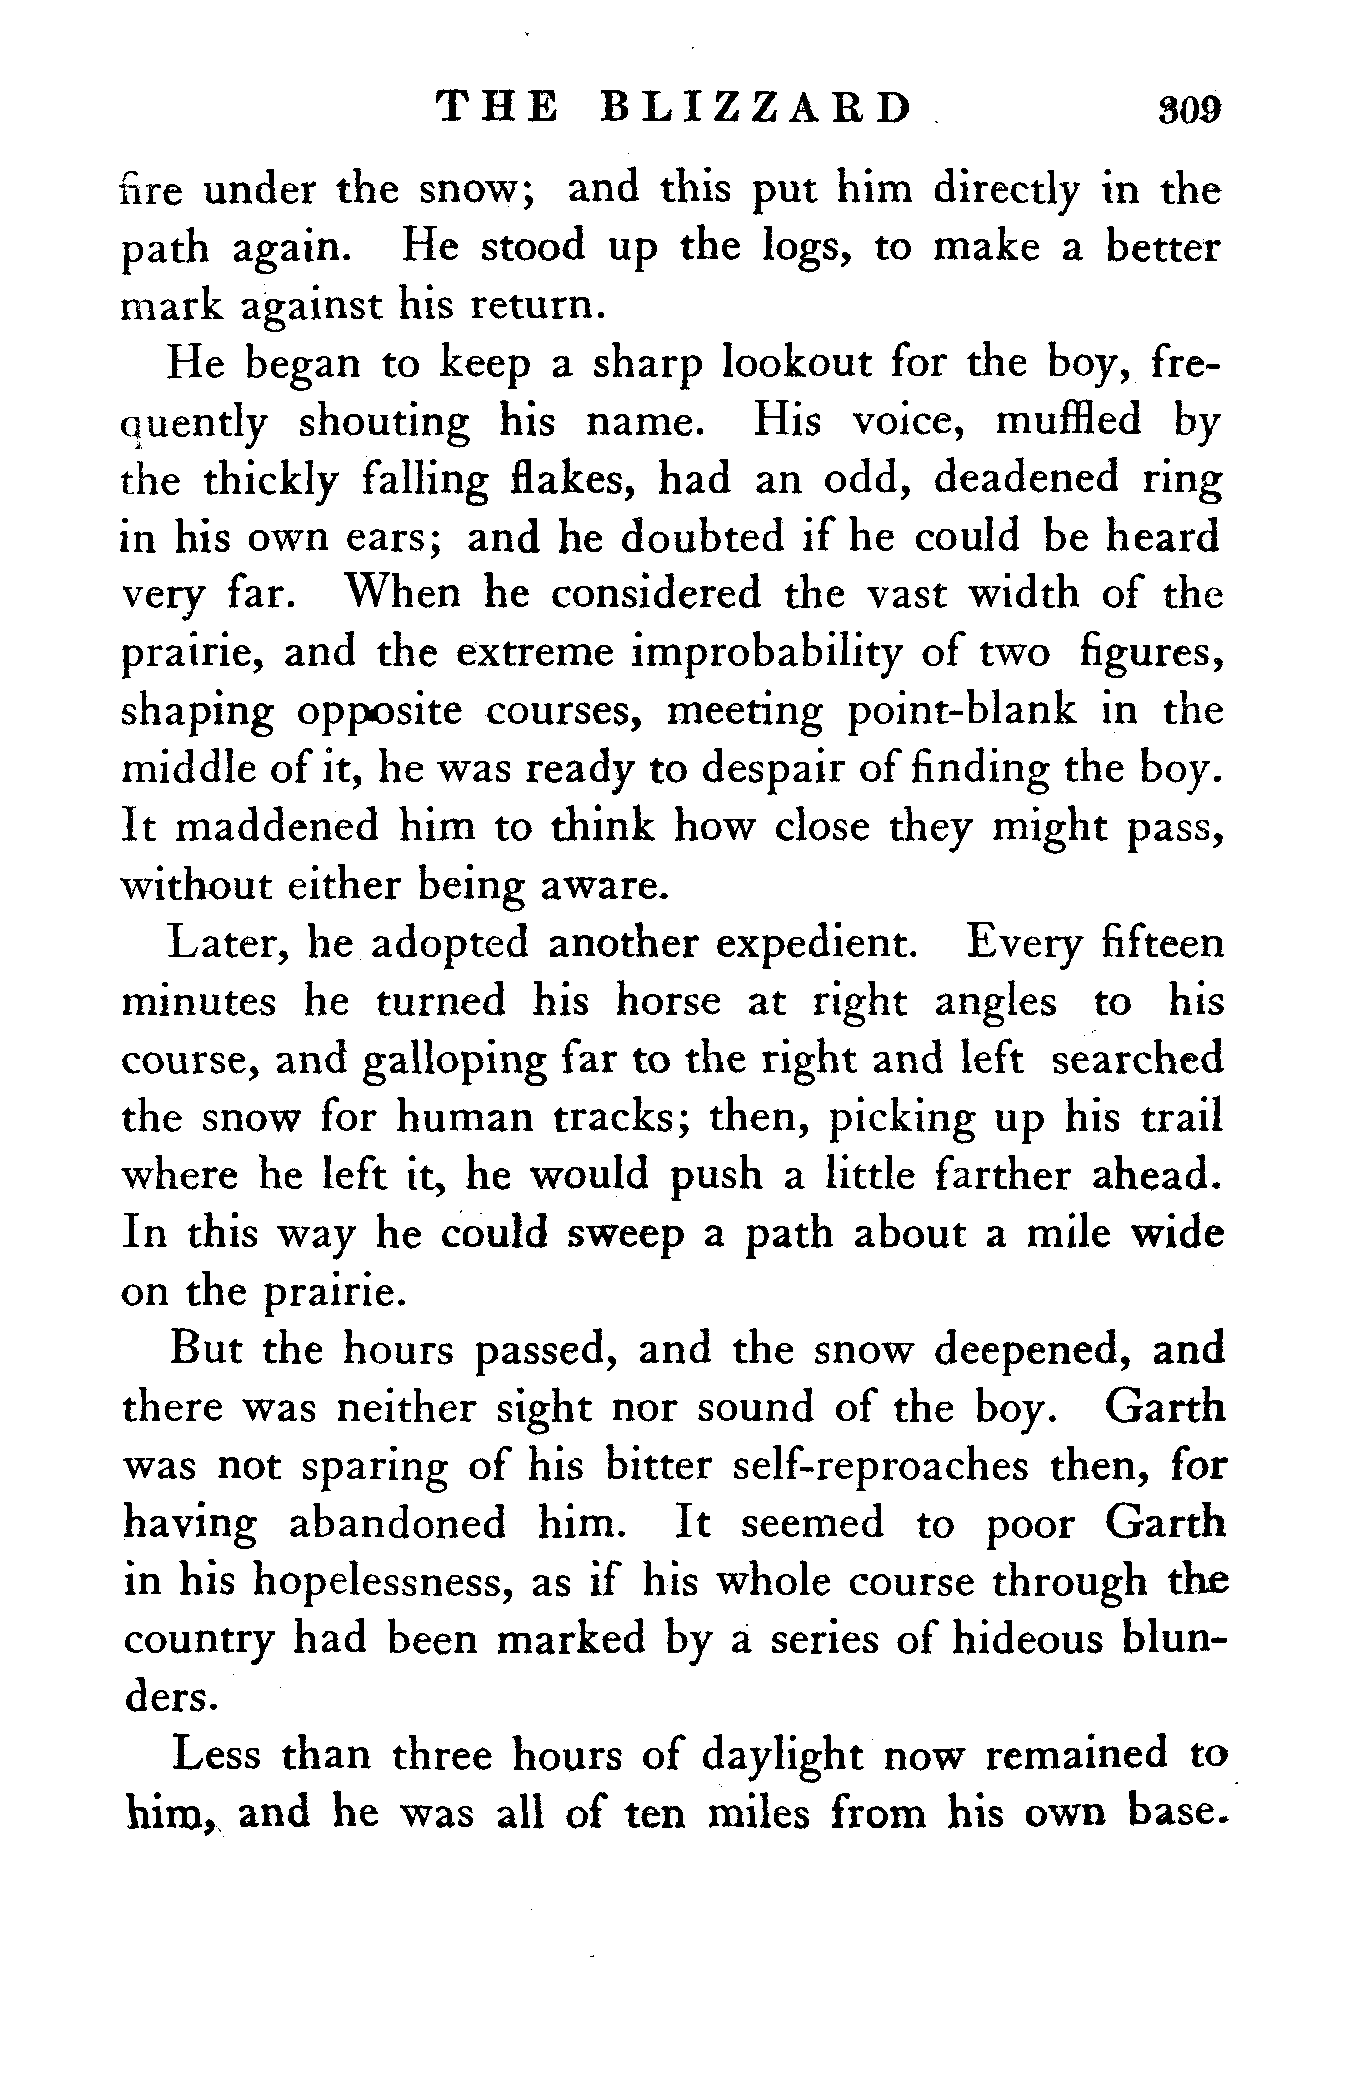 THE BLIZZARD 309
fire under the snow; and this put him directly in the
path again. He stood up the logs, to make a better
mark against his return.
He began to keep a sharp lookout for the boy, fre-
quently shouting his name. His voice, muffled by
the thickly falling flakes, had an odd, deadened ring
in his own ears; and he doubted if he could be heard
very far. When he considered the vast width of the
prairie, and the extreme improbability of two figures,
shaping opposite courses, meeting point-blank in the
middle of it, he was ready to despair of finding the boy.
It maddened him to think how close they might pass,
without either being aware.
Later, he adopted another expedient. Every fifteen
minutes he turned his horse at right angles to his
course, and galloping far to the right and left searched
the snow for human tracks; then, picking up his trail
where he left it, he would push a little farther ahead.
In this way he could sweep a path about a mile wide
on the prairie.
But the hours passed, and the snow deepened, and
there was neither sight nor sound of the boy. Garth
was not sparing of his bitter self-reproaches then, for
having abandoned him. It seemed to poor Garth
in his hopelessness, as if his whole course through the
country had been marked by a series of hideous blun-
ders.
Less than three hours of daylight now remained to
him, and he was all of ten miles from his own base.